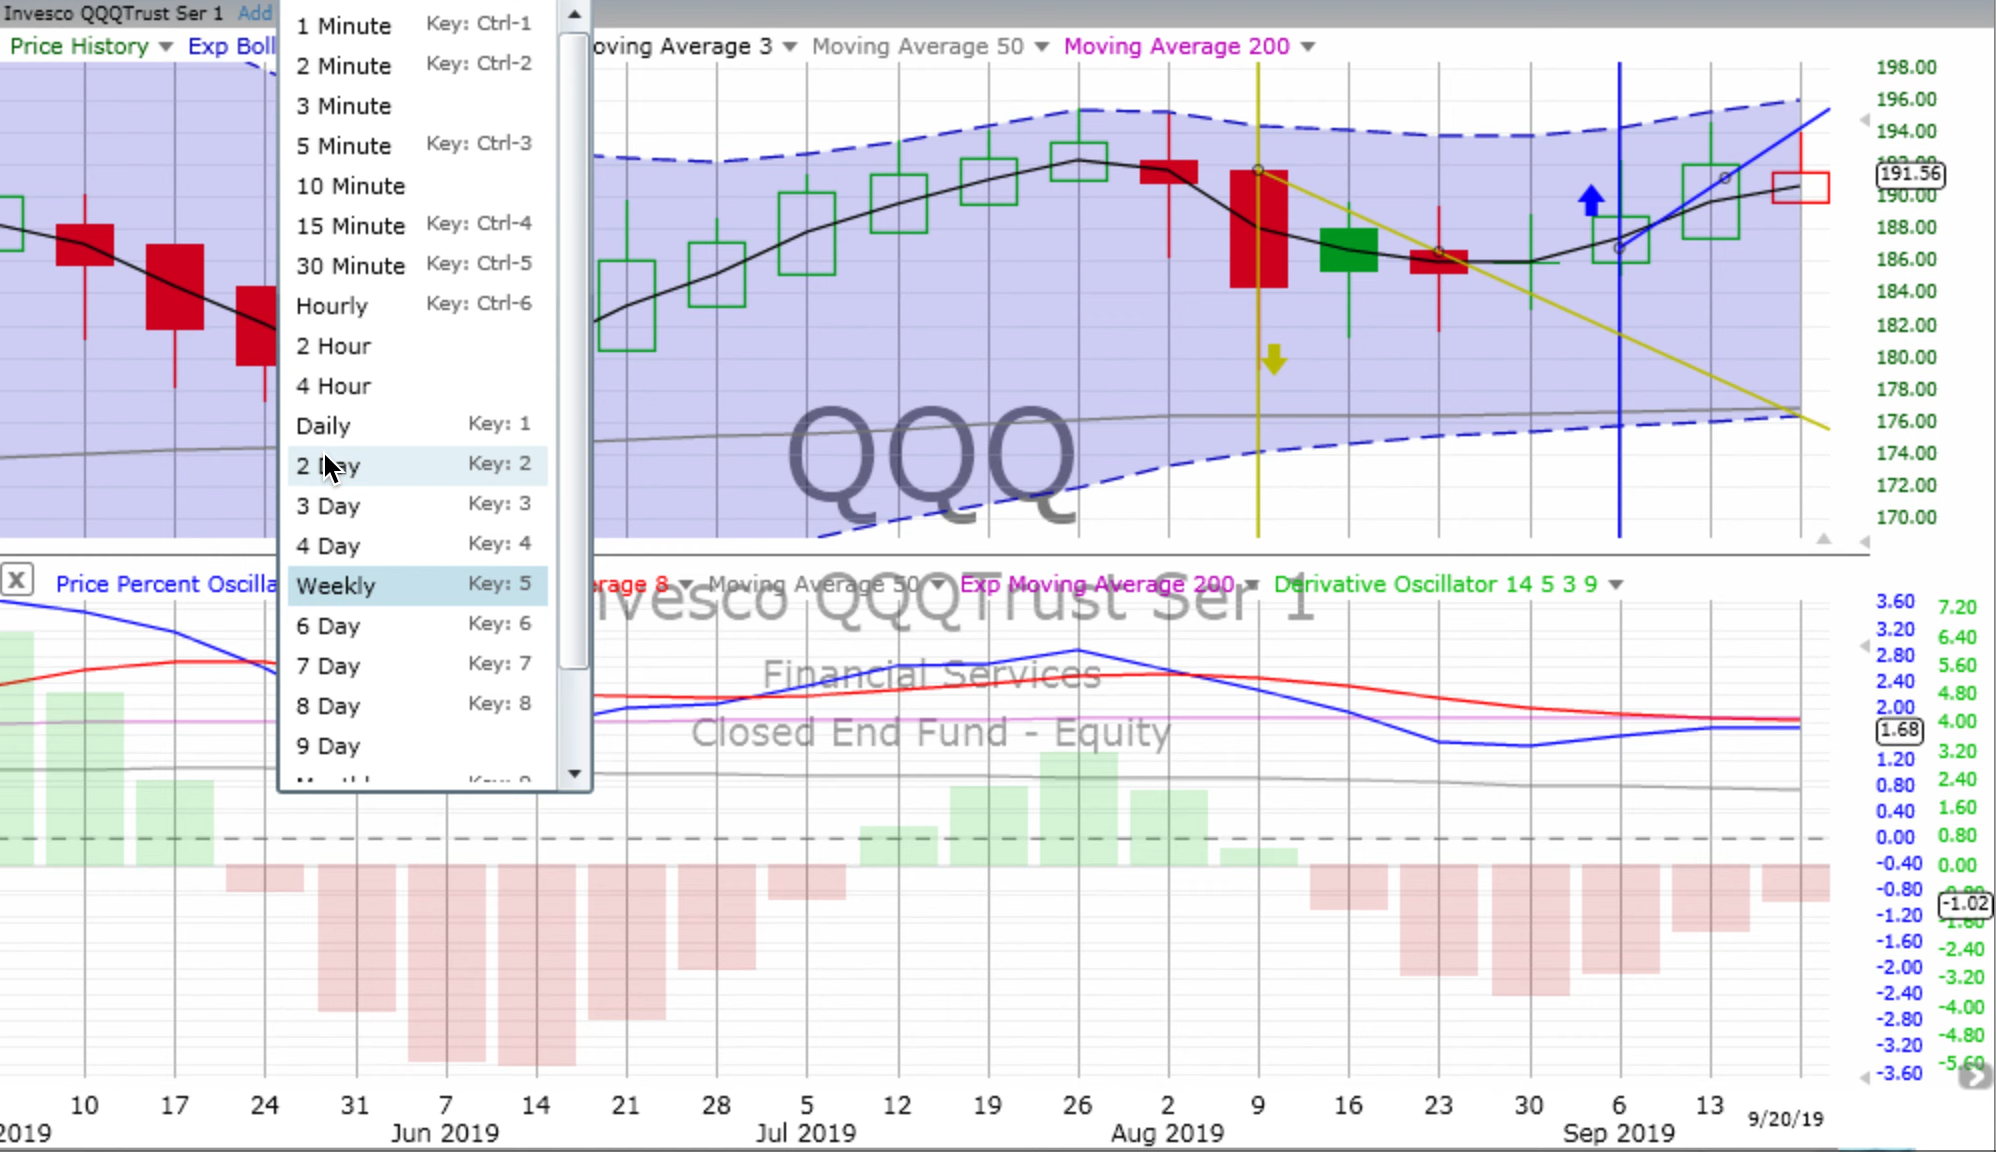 Invesco QQQTrust Ser 1 Add
Price History Exp Boll oving Average 3 Moving Average 50 Moving Average 200
1 Minute Key: Ctrl-1
2 Minute Key: Ctrl-2
3 Minute
5 Minute Key: Ctrl-3
10 Minute
15 Minute Key: Ctrl-4
30 Minute Key: Ctrl-5
Hourly Key: Ctrl-6
2 Hour
4 Hour
Daily Key: 1
2 Day Key: 2
3 Day Key: 3
4 Day Key: 4
Weekly Key: 5
6 Day Key: 6
7 Day Key: 7
8 Day Key: 8
9 Day
198.00
196.00
194.00
192.00
191.56
190.00
188.00
186.00
184.00
182.00
180.00
178.00
176.00
174.00
172.00
170.00
QQQ
X Price Percent Oscilla erage 8 Moving Average 50 Exp Moving Average 200 Derivative Oscillator 14 5 3 9
nvesco QQQTrust Ser 1
Financial Services
Closed End Fund - Equity
3.60
3.20
2.80
2.40
2.00
1.68
1.20
0.80
0.40
0.00
-0.40
-0.80
-1.20
-1.60
-2.00
-2.40
-2.80
-3.20
-3.60
7.20
6.40
5.60
4.80
4.00
3.20
2.40
1.60
0.80
0.00
-1.02
-1.60
-2.40
-3.20
-4.00
-4.80
-5.60
10 17 24 31 7 14 21 28 5 12 19 26 2 9 16 23 30 6 13 9/20/19
2019 Jun 2019 Jul 2019 Aug 2019 Sep 2019